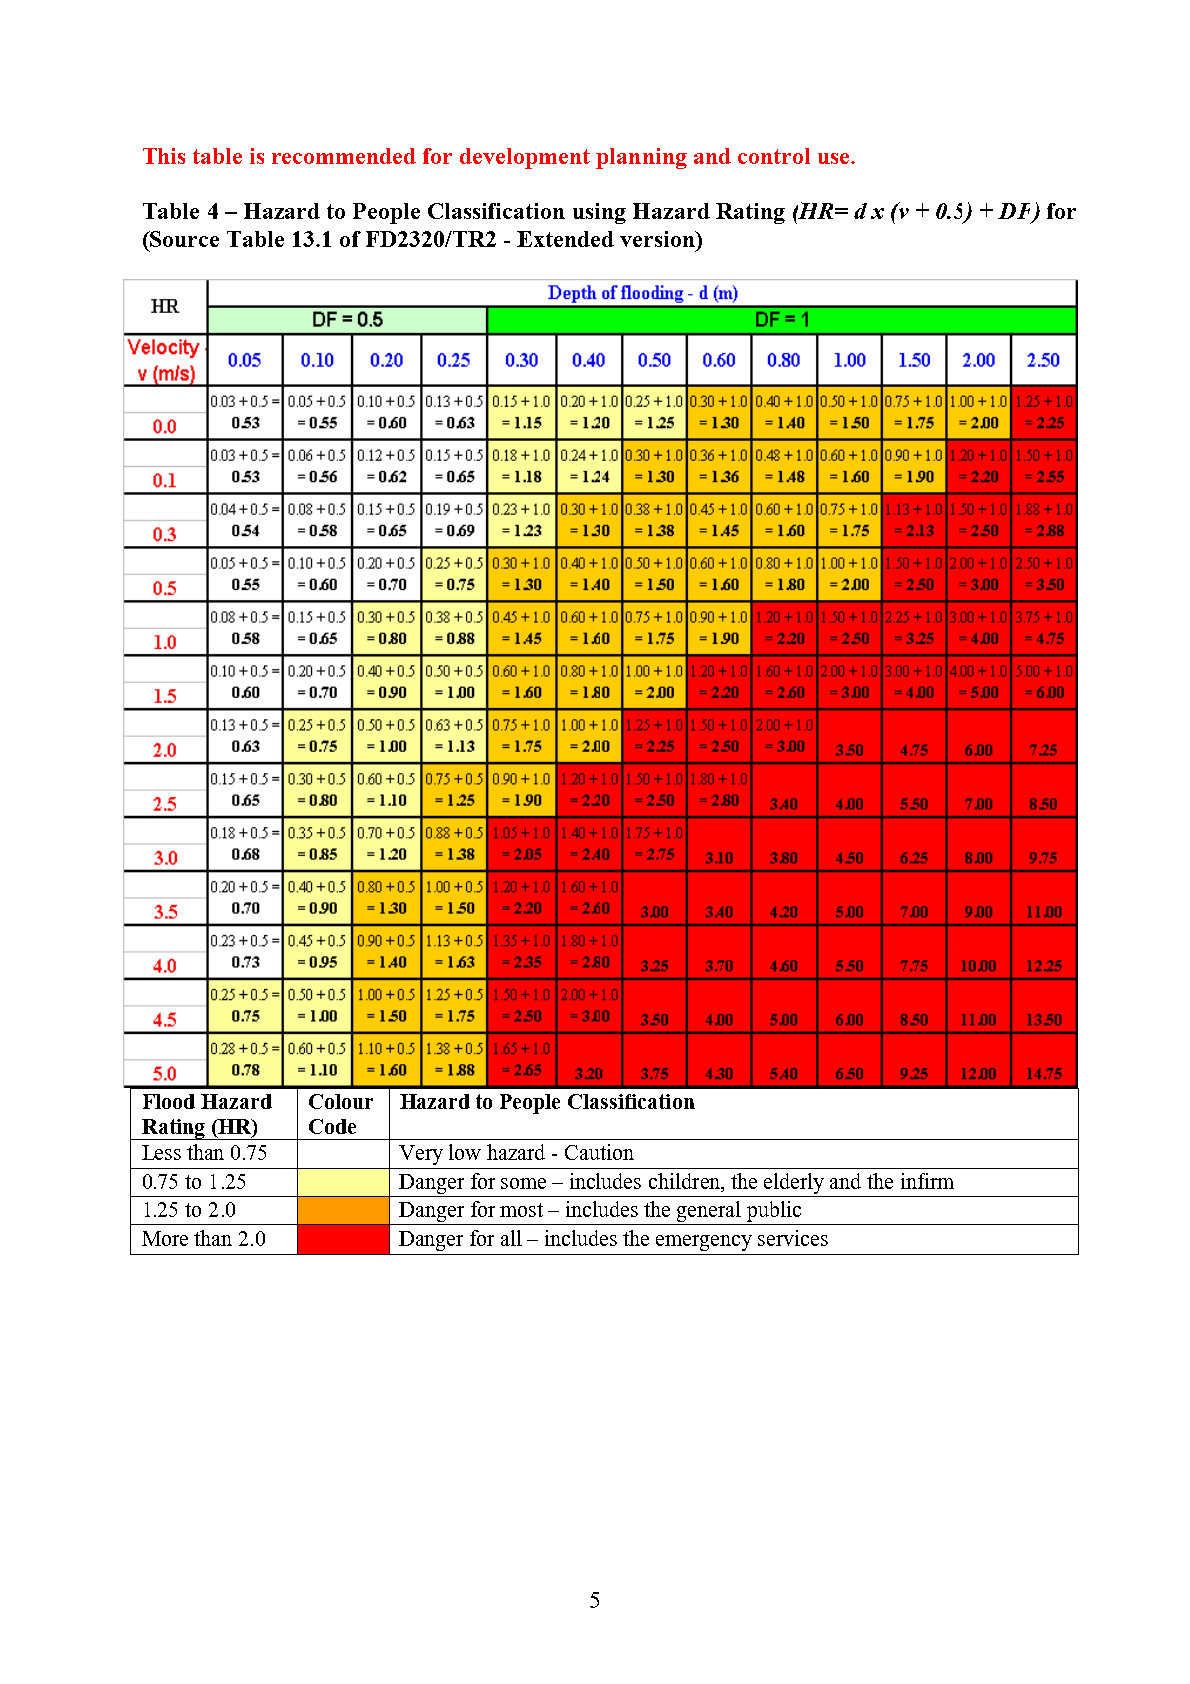 This table is recommended for development planning and control use.
Table 4 – Hazard to People Classification using Hazard Rating (HR= d x (v + 0.5) + DF) for
(Source Table 13.1 of FD2320/TR2 - Extended version)
HR Depth of flooding - d (m)
DF = 0.5 DF = 1
Velocity
v (m/s) 0.05 0.10 0.20 0.25 0.30 0.40 0.50 0.60 0.80 1.00 1.50 2.00 2.50
0.03 + 0.5 = 0.05 + 0.5 0.10 + 0.5 0.13 + 0.5 0.15 + 1.0 0.20 + 1.0 0.25 + 1.0 0.30 + 1.0 0.40 + 1.0 0.50 + 1.0 0.75 + 1.0 1.00 + 1.0 1.25 + 1.0
0.0 0.53 = 0.55 = 0.60 = 0.63 = 1.15 = 1.20 = 1.25 = 1.30 = 1.40 = 1.50 = 1.75 = 2.00 = 2.25
0.03 + 0.5 = 0.06 + 0.5 0.12 + 0.5 0.15 + 0.5 0.18 + 1.0 0.24 + 1.0 0.30 + 1.0 0.36 + 1.0 0.48 + 1.0 0.60 + 1.0 0.90 + 1.0 1.20 + 1.0 1.50 + 1.0
0.1 0.53 = 0.56 = 0.62 = 0.65 = 1.18 = 1.24 = 1.30 = 1.36 = 1.48 = 1.60 = 1.90 = 2.20 = 2.55
0.04 + 0.5 = 0.08 + 0.5 0.15 + 0.5 0.19 + 0.5 0.23 + 1.0 0.30 + 1.0 0.38 + 1.0 0.45 + 1.0 0.60 + 1.0 0.75 + 1.0 1.13 + 1.0 1.50 + 1.0 1.88 + 1.0
0.3 0.54 = 0.58 = 0.65 = 0.69 = 1.23 = 1.30 = 1.38 = 1.45 = 1.60 = 1.75 = 2.13 = 2.50 = 2.88
0.05 + 0.5 = 0.10 + 0.5 0.20 + 0.5 0.25 + 0.5 0.30 + 1.0 0.40 + 1.0 0.50 + 1.0 0.60 + 1.0 0.80 + 1.0 1.00 + 1.0 1.50 + 1.0 2.00 + 1.0 2.50 + 1.0
0.5 0.55 = 0.60 = 0.70 = 0.75 = 1.30 = 1.40 = 1.50 = 1.60 = 1.80 = 2.00 = 2.50 = 3.00 = 3.50
0.08 + 0.5 = 0.15 + 0.5 0.30 + 0.5 0.38 + 0.5 0.45 + 1.0 0.60 + 1.0 0.75 + 1.0 0.90 + 1.0 1.20 + 1.0 1.50 + 1.0 2.25 + 1.0 3.00 + 1.0 3.75 + 1.0
1.0 0.58 = 0.65 = 0.80 = 0.88 = 1.45 = 1.60 = 1.75 = 1.90 = 2.20 = 2.50 = 3.25 = 4.00 = 4.75
0.10 + 0.5 = 0.20 + 0.5 0.40 + 0.5 0.50 + 0.5 0.60 + 1.0 0.80 + 1.0 1.00 + 1.0 1.20 + 1.0 1.60 + 1.0 2.00 + 1.0 3.00 + 1.0 4.00 + 1.0 5.00 + 1.0
1.5 0.60 = 0.70 = 0.90 = 1.00 = 1.60 = 1.80 = 2.00 = 2.20 = 2.60 = 3.00 = 4.00 = 5.00 = 6.00
0.13 + 0.5 = 0.25 + 0.5 0.50 + 0.5 0.63 + 0.5 0.75 + 1.0 1.00 + 1.0 1.25 + 1.0 1.50 + 1.0 2.00 + 1.0
2.0 0.63 = 0.75 = 1.00 = 1.13 = 1.75 = 2.00 = 2.25 = 2.50 = 3.00 3.50 4.75 6.00 7.25
0.15 + 0.5 = 0.30 + 0.5 0.60 + 0.5 0.75 + 0.5 0.90 + 1.0 1.20 + 1.0 1.50 + 1.0 1.80 + 1.0
2.5 0.65 = 0.80 = 1.10 = 1.25 = 1.90 = 2.20 = 2.50 = 2.80 3.40 4.00 5.50 7.00 8.50
0.18 + 0.5 = 0.35 + 0.5 0.70 + 0.5 0.88 + 0.5 1.05 + 1.0 1.40 + 1.0 1.75 + 1.0
3.0 0.68 = 0.85 = 1.20 = 1.38 = 2.05 = 2.40 = 2.75 3.10 3.80 4.50 6.25 8.00 9.75
0.20 + 0.5 = 0.40 + 0.5 0.80 + 0.5 1.00 + 0.5 1.20 + 1.0 1.60 + 1.0
3.5 0.70 = 0.90 = 1.30 = 1.50 = 2.20 = 2.60 3.00 3.40 4.20 5.00 7.00 9.00 11.00
0.23 + 0.5 = 0.45 + 0.5 0.90 + 0.5 1.13 + 0.5 1.35 + 1.0 1.80 + 1.0
4.0 0.73 = 0.95 = 1.40 = 1.63 = 2.35 = 2.80 3.25 3.70 4.60 5.50 7.75 10.00 12.25
0.25 + 0.5 = 0.50 + 0.5 1.00 + 0.5 1.25 + 0.5 1.50 + 1.0 2.00 + 1.0
4.5 0.75 = 1.00 = 1.50 = 1.75 = 2.50 = 3.00 3.50 4.00 5.00 6.00 8.50 11.00 13.50
0.28 + 0.5 = 0.60 + 0.5 1.10 + 0.5 1.38 + 0.5 1.65 + 1.0
5.0 0.78 = 1.10 = 1.60 = 1.88 = 2.65 3.20 3.75 4.30 5.40 6.50 9.25 12.00 14.75
Flood Hazard Colour Hazard to People Classification
Rating (HR) Code
Less than 0.75 Very low hazard - Caution
0.75 to 1.25 Danger for some – includes children, the elderly and the infirm
1.25 to 2.0 Danger for most – includes the general public
More than 2.0 Danger for all – includes the emergency services
5